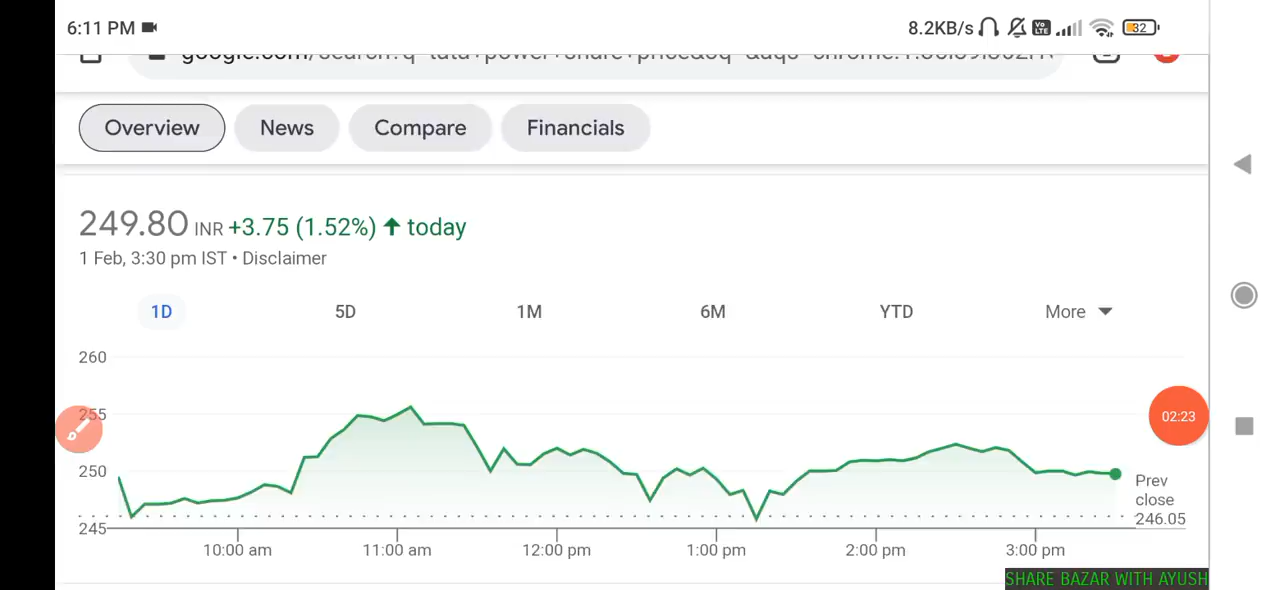 6:11 PM 8.2KB/s Vo LTE 32
Overview News Compare Financials
249.80 INR +3.75 (1.52%) ↑ today
1 Feb, 3:30 pm IST • Disclaimer
1D 5D 1M 6M YTD More
260
255
02:23
250
Prev
close
246.05
245
10:00 am 11:00 am 12:00 pm 1:00 pm 2:00 pm 3:00 pm
SHARE BAZAR WITH AYUSH